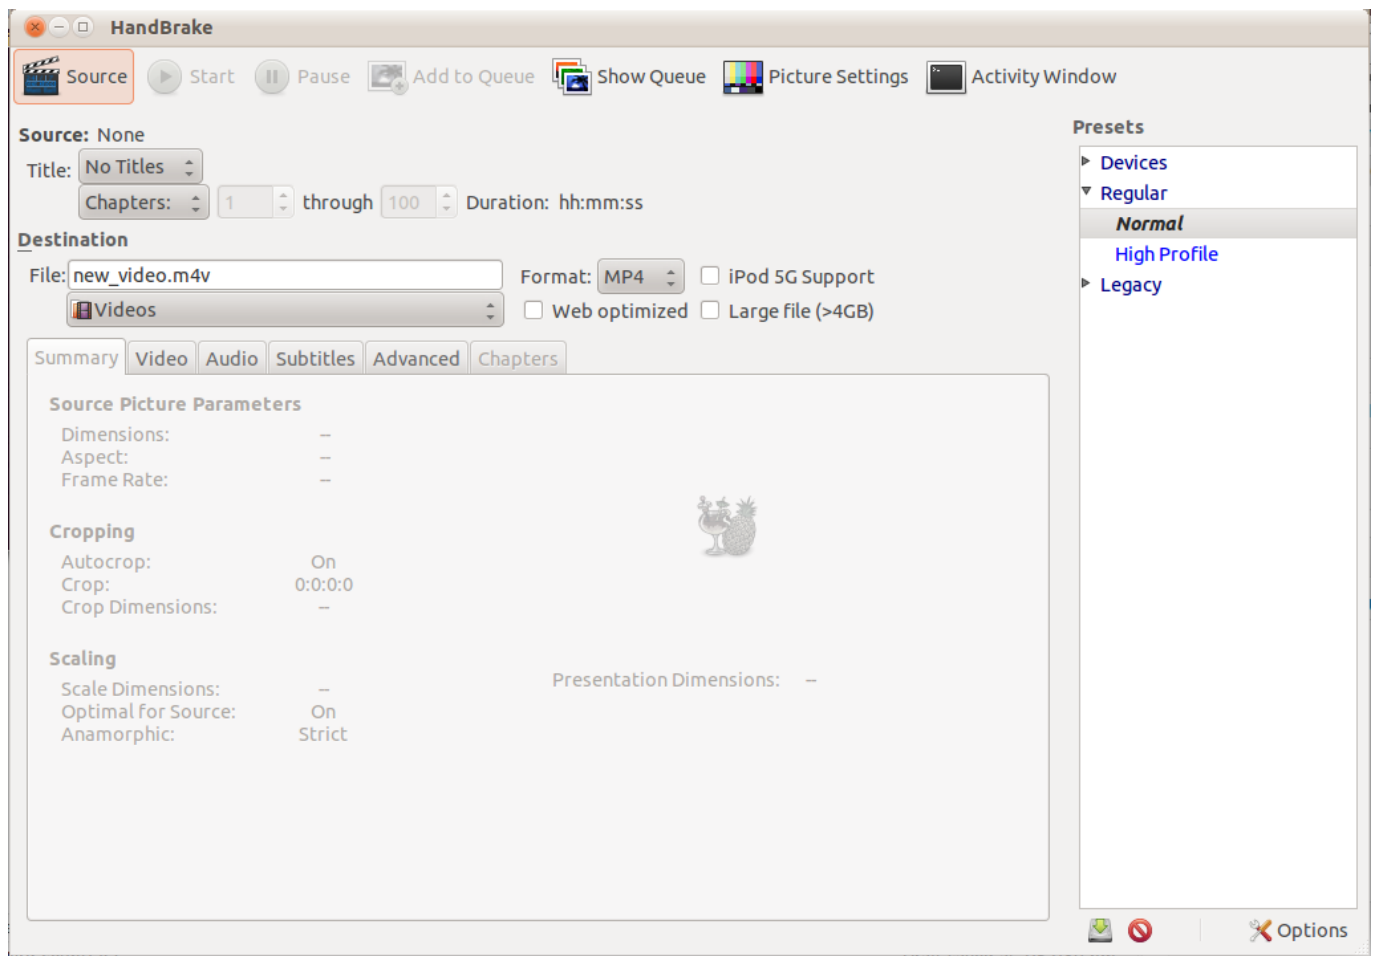 HandBrake
Source Start Pause Add to Queue Show Queue Picture Settings Activity Window
Source: None
Title: No Titles
Chapters: 1 through 100 Duration: hh:mm:ss
Destination
File: new_video.m4v Format: MP4 iPod 5G Support
Videos Web optimized Large file (>4GB)
Summary Video Audio Subtitles Advanced Chapters
Source Picture Parameters
Dimensions: --
Aspect: --
Frame Rate: --
Cropping
Autocrop: On
Crop: 0:0:0:0
Crop Dimensions: --
Scaling
Scale Dimensions: --
Optimal for Source: On
Anamorphic: Strict
Presentation Dimensions: --
Presets
Devices
Regular
Normal
High Profile
Legacy
Options